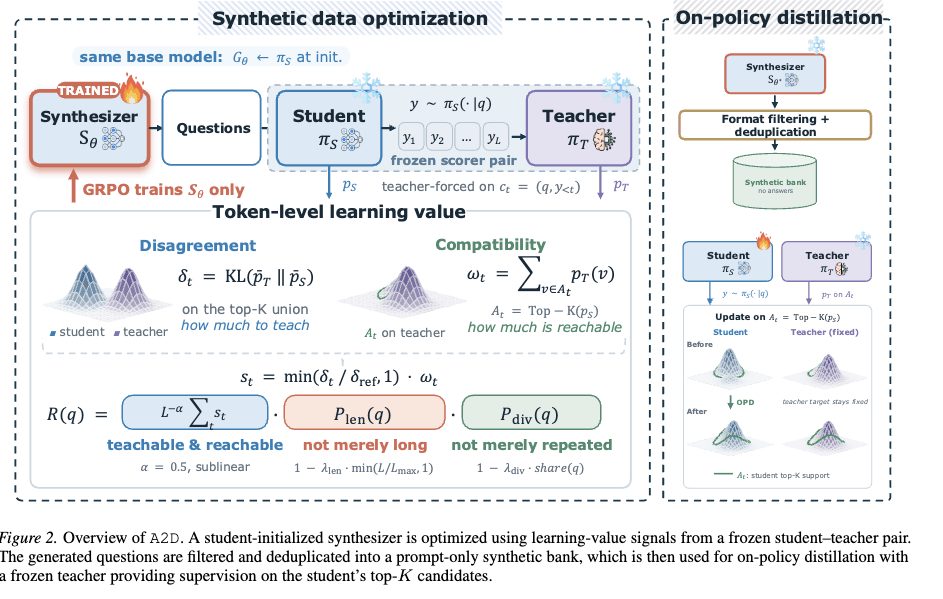 Synthetic data optimization
same base model: G_θ ← π_S at init.
TRAINED
Synthesizer
S_θ
Questions
Student
π_S
y ~ π_S(·|q)
y_1 y_2 ... y_L
frozen scorer pair
Teacher
π_T
GRPO trains S_θ only
p_S
teacher-forced on c_t = (q, y_{<t})
p_T
Token-level learning value
Disagreement
δ_t = KL(p̄_T ∥ p̄_S)
on the top-K union
how much to teach
student teacher
Compatibility
ω_t = ∑_{v∈A_t} p_T(v)
A_t = Top − K(p_S)
how much is reachable
A_t on teacher
s_t = min(δ_t / δ_ref, 1) · ω_t
R(q) = L^{-α} ∑_t s_t · P_len(q) · P_div(q)
teachable & reachable
α = 0.5, sublinear
not merely long
1 − λ_len · min(L/L_max, 1)
not merely repeated
1 − λ_div · share(q)
On-policy distillation
Synthesizer
S_θ*
Format filtering +
deduplication
Synthetic bank
no answers
Student
π_S
Teacher
π_T
y ~ π_S(·|q)
p_T on A_t
Update on A_t = Top−K(p_S)
Student
Teacher (fixed)
Before
OPD
teacher target stays fixed
After
A_t: student top-K support
Figure 2. Overview of A2D. A student-initialized synthesizer is optimized using learning-value signals from a frozen student–teacher pair.
The generated questions are filtered and deduplicated into a prompt-only synthetic bank, which is then used for on-policy distillation with
a frozen teacher providing supervision on the student's top-K candidates.